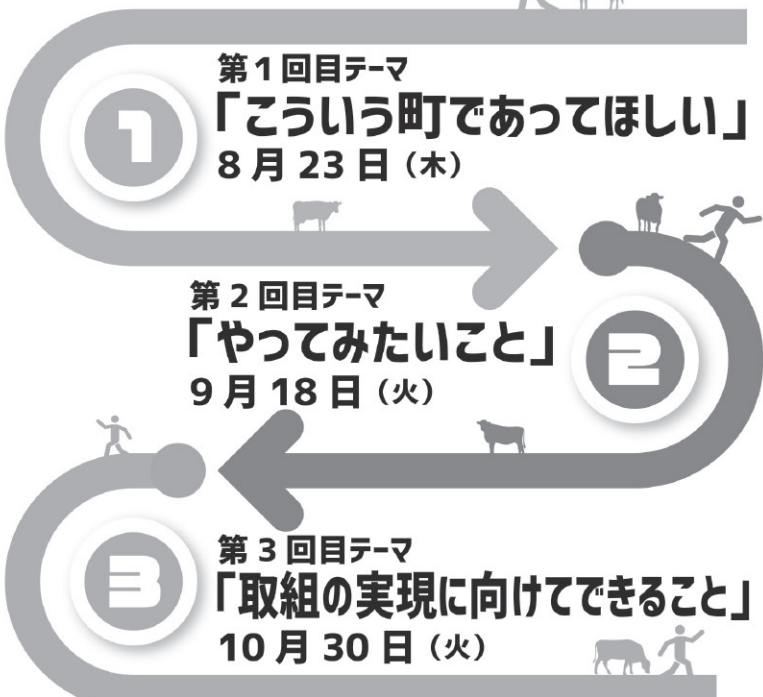 1
第1回目テーマ
「こういう町であってほしい」
8月23日（木）
第2回目テーマ
「やってみたいこと」
9月18日（火）
2
3
第3回目テーマ
「取組の実現に向けてできること」
10月30日（火）